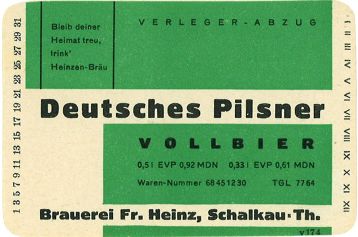 Bleib deiner
Heimat treu,
trink'
Heinzen-Bräu
VERLEGER-ABZUG
Deutsches Pilsner
VOLLBIER
0,5 l EVP 0,92 MDN 0,33 l EVP 0,61 MDN
Waren-Nummer 68451230 TGL 7764
Brauerei Fr. Heinz, Schalkau-Th.
V 174
1 3 5 7 9 11 13 15 17 19 21 23 25 27 29 31
I II III IV V VI VII VIII IX X XI XII